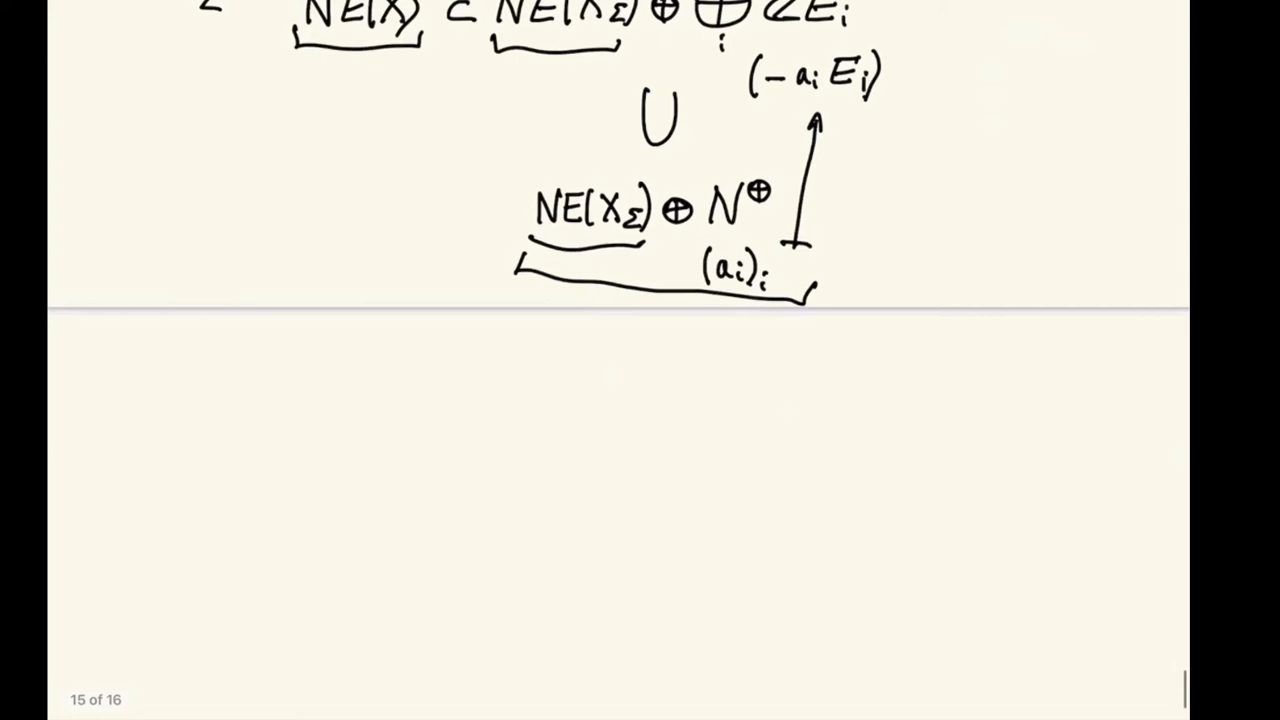 NE(X) ⊂ NE(X_Σ) ⊕ ⊕_i ℤE_i
(-a_i E_i)
∪
NE(X_Σ) ⊕ N^⊕
(a_i)_i
15 of 16